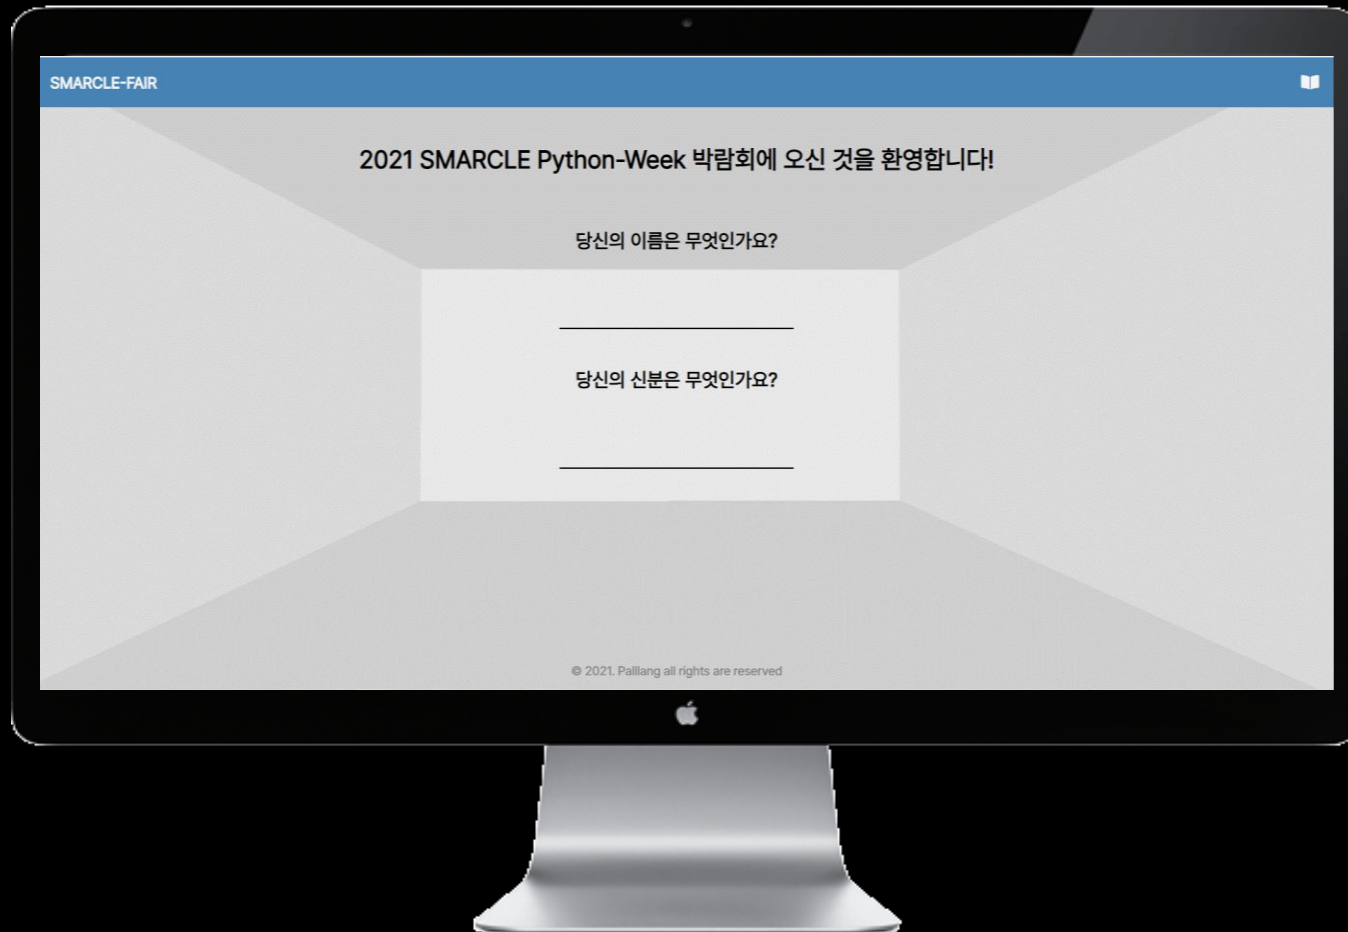 SMARCLE-FAIR
2021 SMARCLE Python-Week 박람회에 오신 것을 환영합니다!
당신의 이름은 무엇인가요?
당신의 신분은 무엇인가요?
© 2021. Palllang all rights are reserved